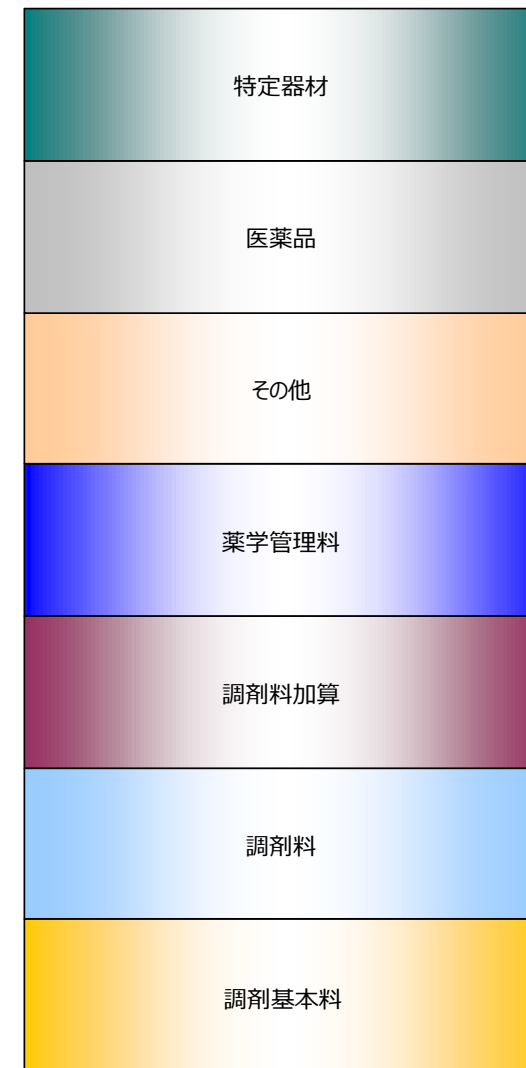 特定器材
医薬品
その他
薬学管理料
調剤料加算
調剤料
調剤基本料